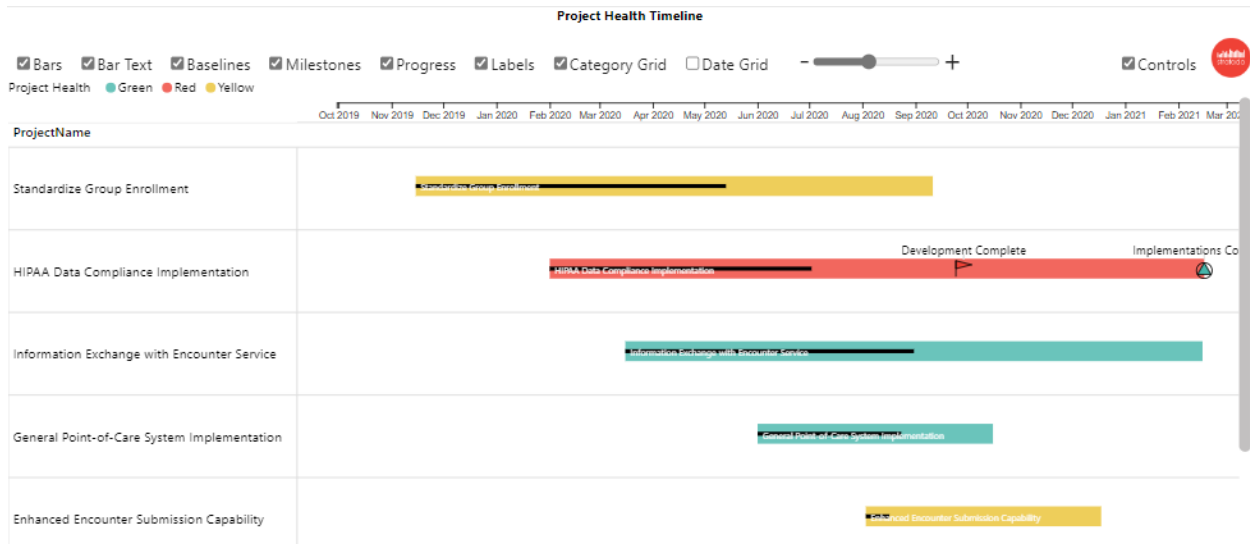 Project Health Timeline
Bars Bar Text Baselines Milestones Progress Labels Category Grid Date Grid - + Controls
Project Health Green Red Yellow
Oct 2019 Nov 2019 Dec 2019 Jan 2020 Feb 2020 Mar 2020 Apr 2020 May 2020 Jun 2020 Jul 2020 Aug 2020 Sep 2020 Oct 2020 Nov 2020 Dec 2020 Jan 2021 Feb 2021 Mar 202
ProjectName
Standardize Group Enrollment
Standardize Group Enrollment
Development Complete Implementations Co
HIPAA Data Compliance Implementation
HIPAA Data Compliance Implementation
Information Exchange with Encounter Service
Information Exchange with Encounter Service
General Point-of-Care System Implementation
General Point-of-Care System Implementation
Enhanced Encounter Submission Capability
Enhanced Encounter Submission Capability